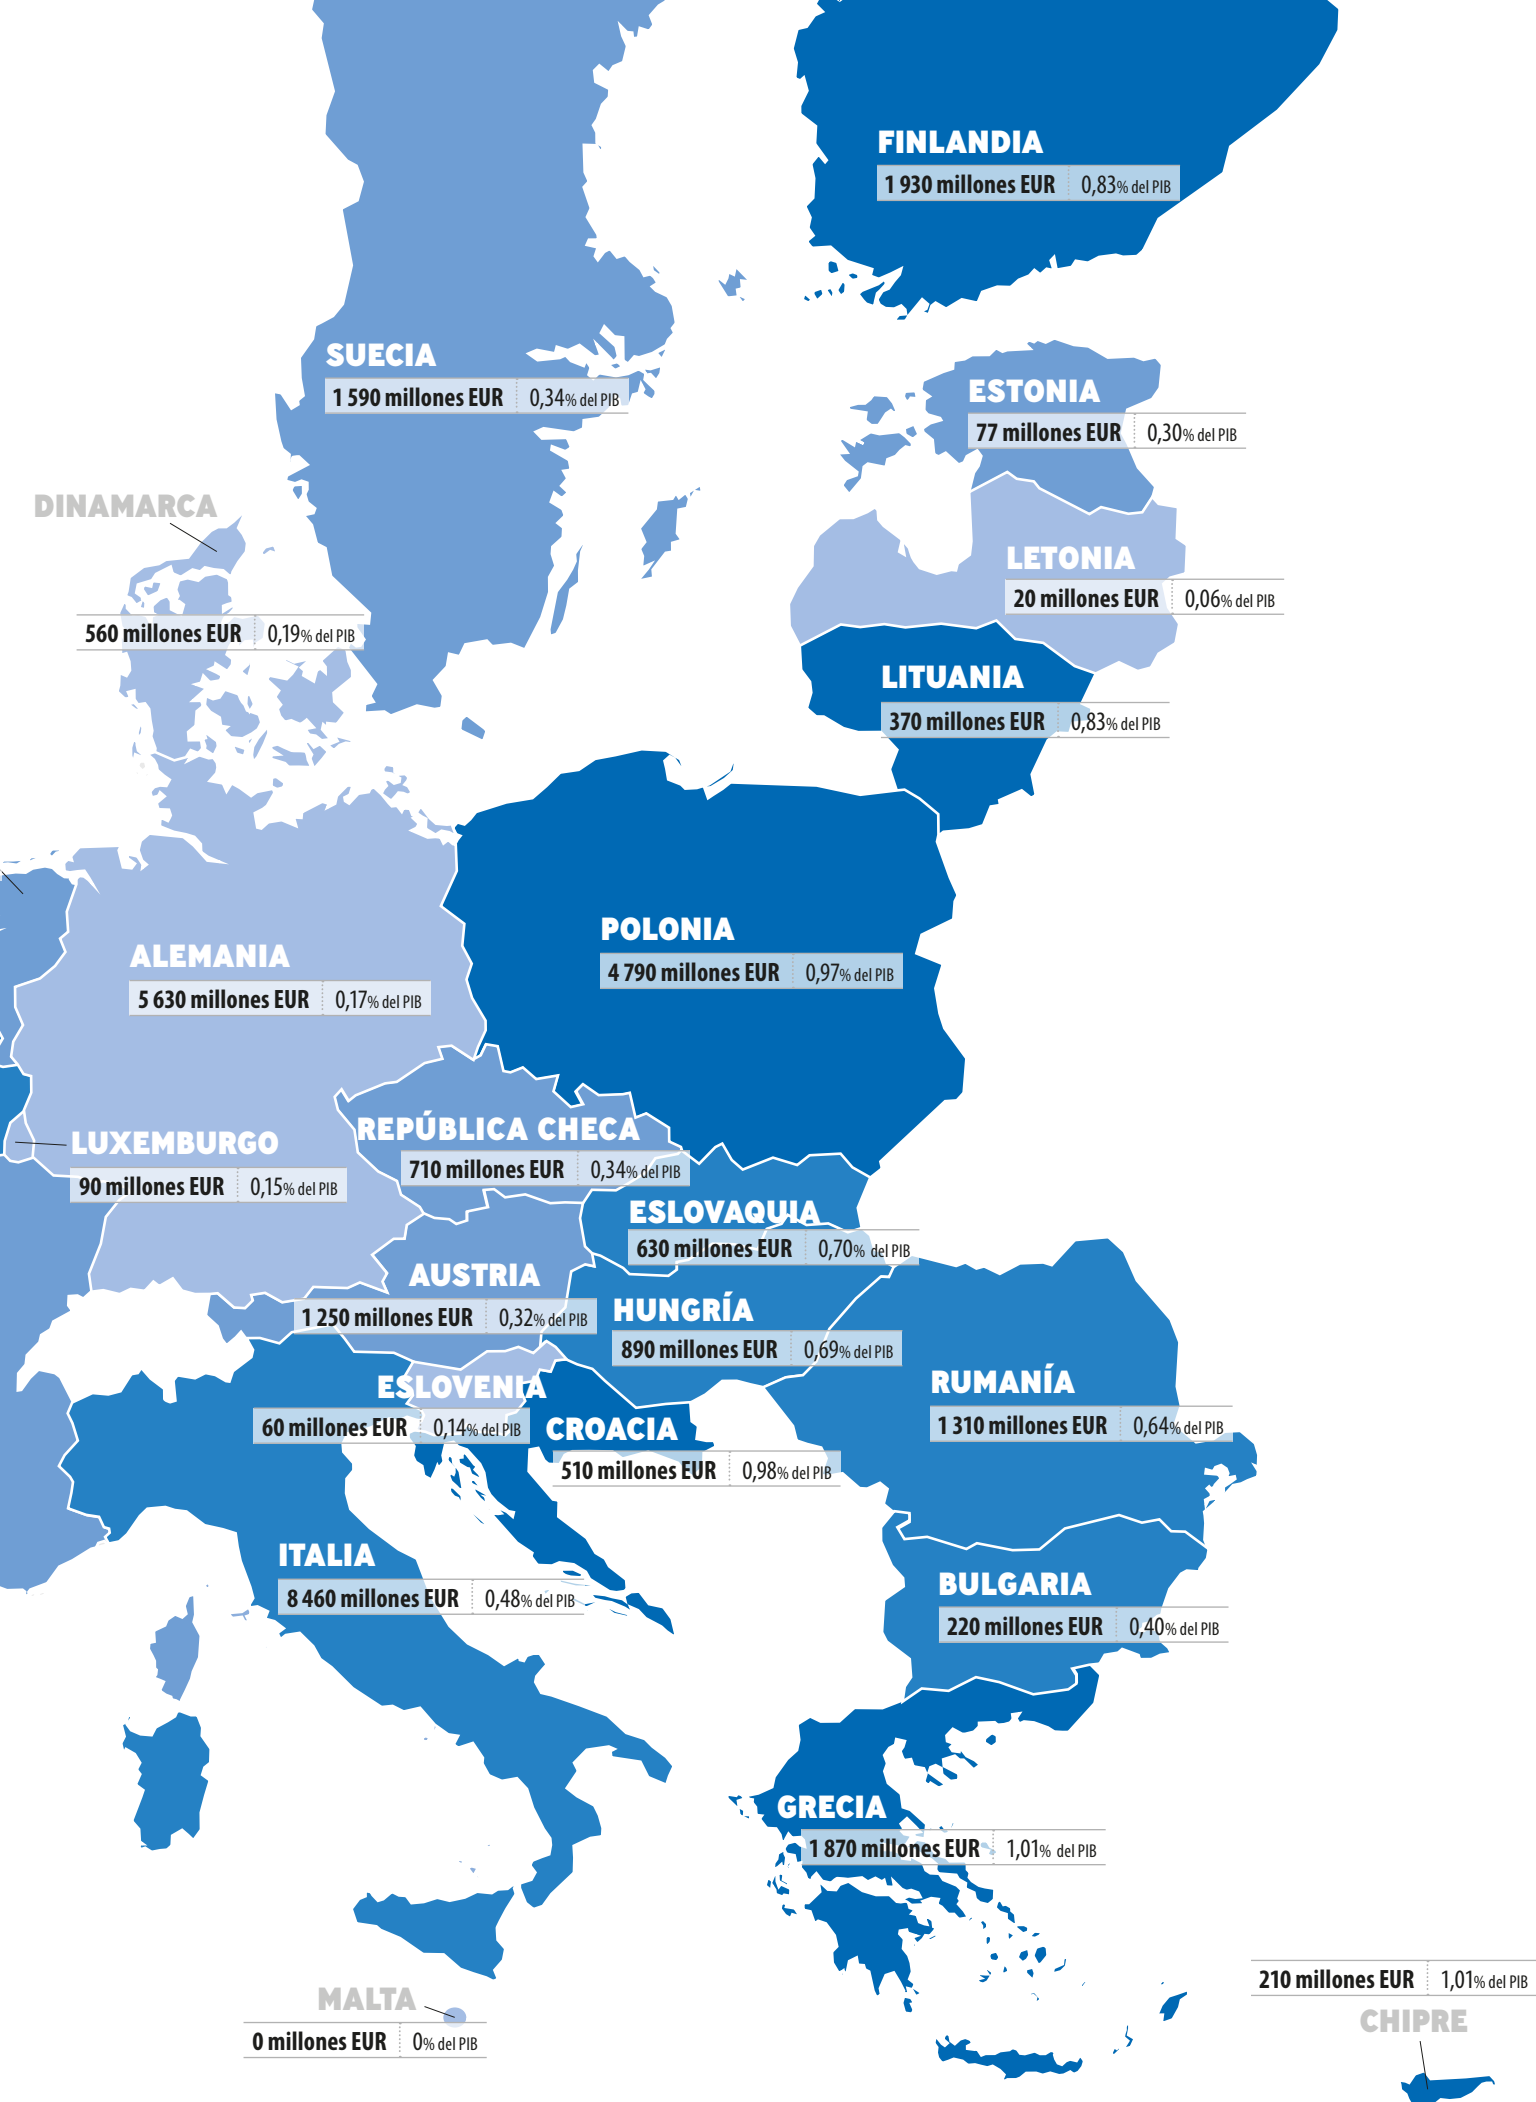 FINLANDIA
1 930 millones EUR 0,83% del PIB
SUECIA
1 590 millones EUR 0,34% del PIB
ESTONIA
77 millones EUR 0,30% del PIB
DINAMARCA
560 millones EUR 0,19% del PIB
LETONIA
20 millones EUR 0,06% del PIB
LITUANIA
370 millones EUR 0,83% del PIB
POLONIA
4 790 millones EUR 0,97% del PIB
ALEMANIA
5 630 millones EUR 0,17% del PIB
REPÚBLICA CHECA
710 millones EUR 0,34% del PIB
LUXEMBURGO
90 millones EUR 0,15% del PIB
ESLOVAQUIA
630 millones EUR 0,70% del PIB
AUSTRIA
1 250 millones EUR 0,32% del PIB
HUNGRÍA
890 millones EUR 0,69% del PIB
RUMANÍA
1 310 millones EUR 0,64% del PIB
ESLOVENIA
60 millones EUR 0,14% del PIB
CROACIA
510 millones EUR 0,98% del PIB
ITALIA
8 460 millones EUR 0,48% del PIB
BULGARIA
220 millones EUR 0,40% del PIB
GRECIA
1 870 millones EUR 1,01% del PIB
MALTA
0 millones EUR 0% del PIB
210 millones EUR 1,01% del PIB
CHIPRE